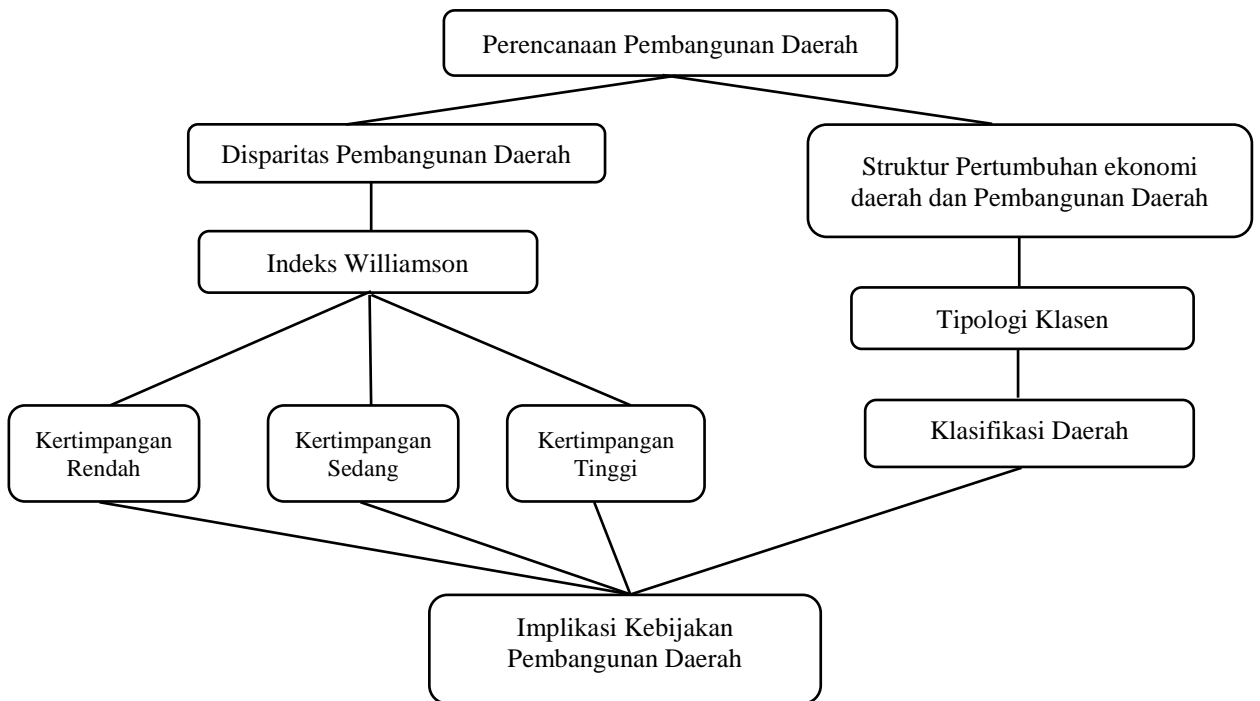 Perencanaan Pembangunan Daerah
Disparitas Pembangunan Daerah
Struktur Pertumbuhan ekonomi
daerah dan Pembangunan Daerah
Indeks Williamson
Tipologi Klasen
Kertimpangan
Rendah
Kertimpangan
Sedang
Kertimpangan
Tinggi
Klasifikasi Daerah
Implikasi Kebijakan
Pembangunan Daerah